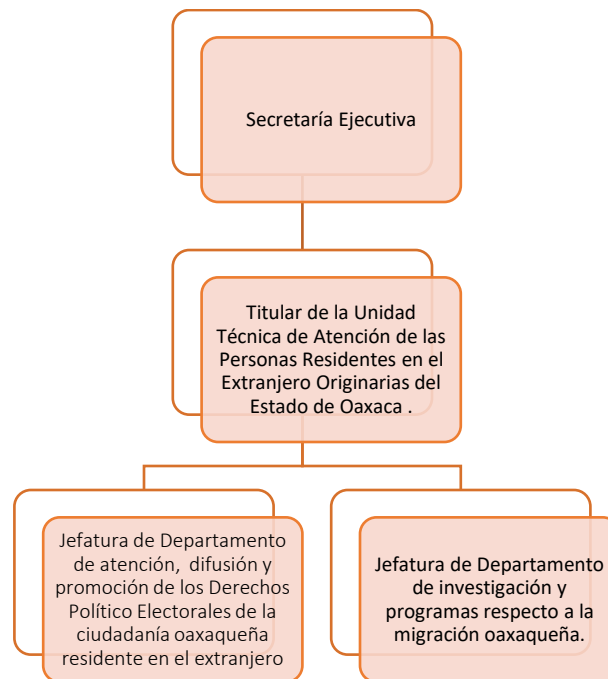 Secretaría Ejecutiva
Titular de la Unidad
Técnica de Atención de las
Personas Residentes en el
Extranjero Originarias del
Estado de Oaxaca .
Jefatura de Departamento
de atención, difusión y
promoción de los Derechos
Político Electorales de la
ciudadanía oaxaqueña
residente en el extranjero
Jefatura de Departamento
de investigación y
programas respecto a la
migración oaxaqueña.